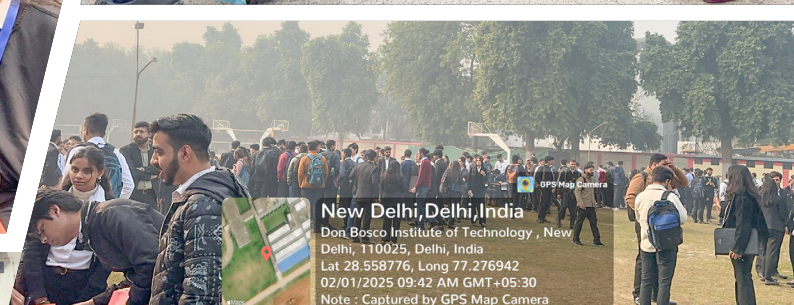 GPS Map Camera
New Delhi,Delhi,India
Don Bosco Institute of Technology , New
Delhi, 110025, Delhi, India
Lat 28.558776, Long 77.276942
02/01/2025 09:42 AM GMT+05:30
Note : Captured by GPS Map Camera